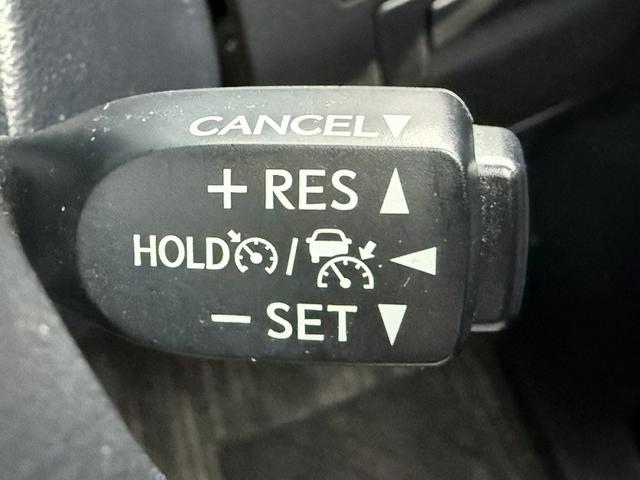 CANCEL▼
+ RES ▲
HOLD / ◀
− SET ▼